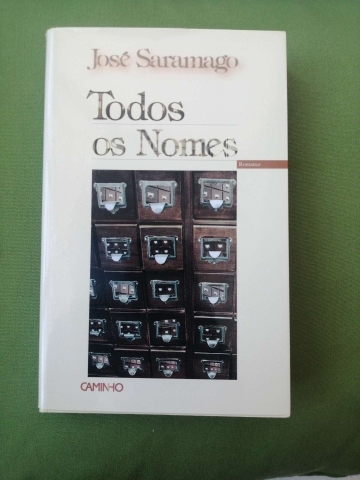 José Saramago
Todos
os Nomes
Romance
CAMINHO